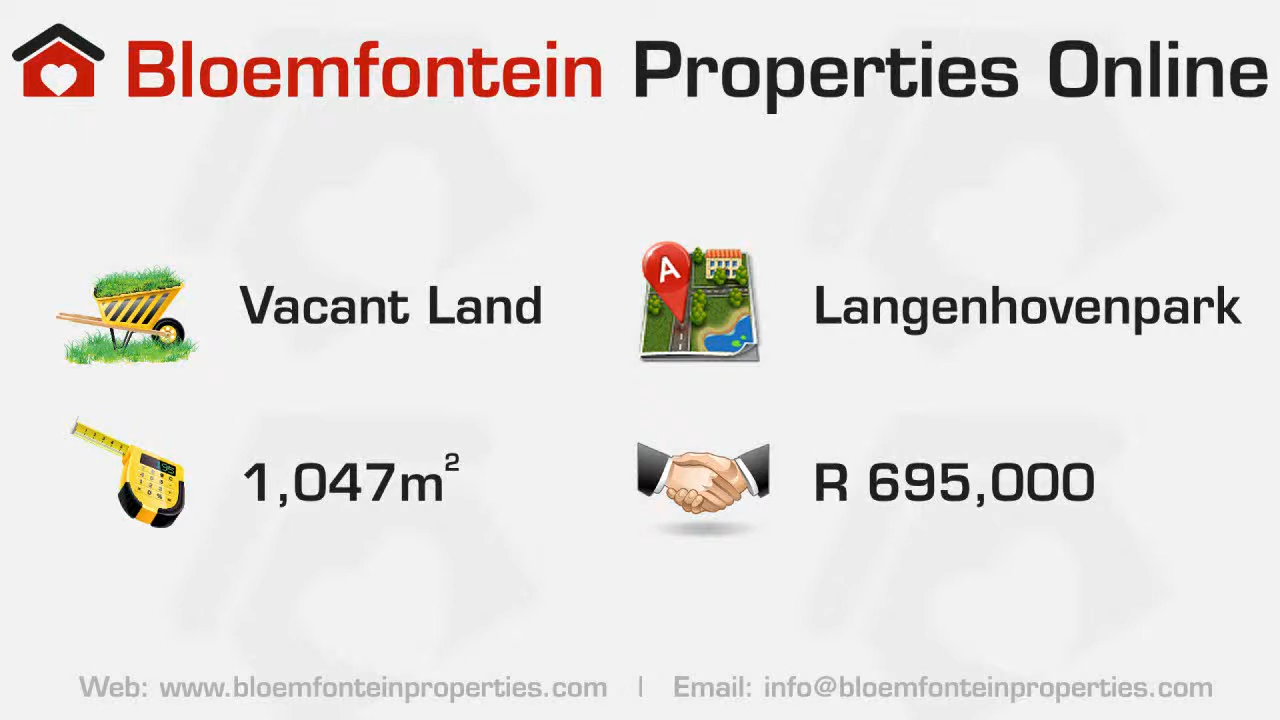 Bloemfontein Properties Online
Vacant Land
Langenhovenpark
1,047m²
R 695,000
Web: www.bloemfonteinproperties.com | Email: info@bloemfonteinproperties.com